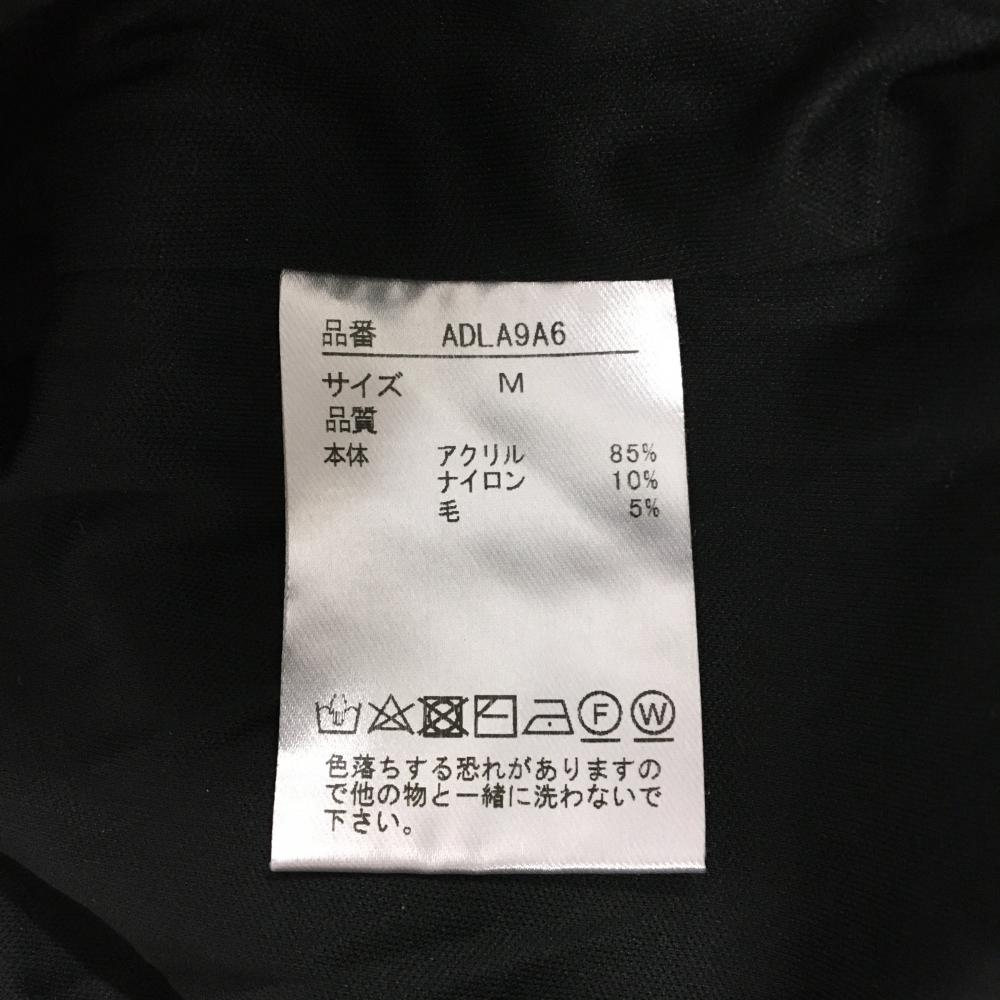 品番 ADLA9A6
サイズ M
品質
本体 アクリル 85%
ナイロン 10%
毛 5%
F W
色落ちする恐れがありますの
で他の物と一緒に洗わないで
下さい。